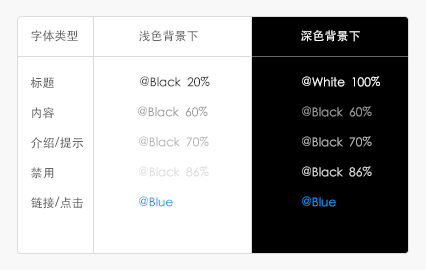 字体类型 浅色背景下 深色背景下
标题 @Black 20% @White 100%
内容 @Black 60% @Black 60%
介绍/提示 @Black 70% @Black 70%
禁用 @Black 86% @Black 86%
链接/点击 @Blue @Blue